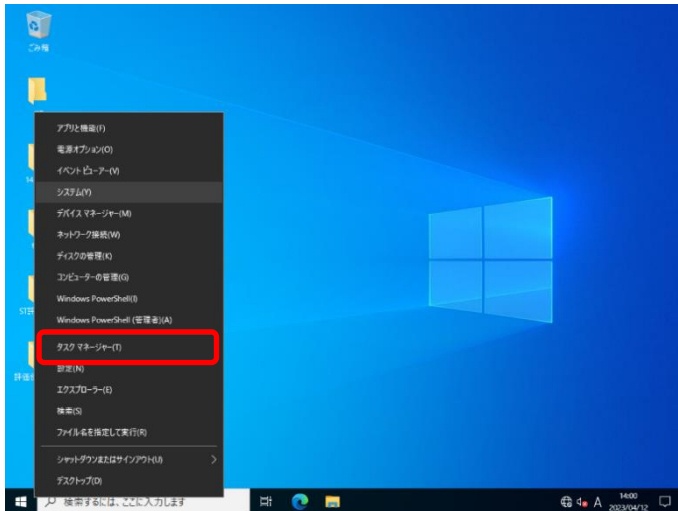 ごみ箱
アプリと機能(F)
電源オプション(O)
イベント ビューアー(V)
システム(Y)
デバイス マネージャー(M)
ネットワーク接続(W)
ディスクの管理(K)
コンピューターの管理(G)
Windows PowerShell(I)
Windows PowerShell (管理者)(A)
タスク マネージャー(T)
設定(N)
エクスプローラー(E)
検索(S)
ファイル名を指定して実行(R)
シャットダウンまたはサインアウト(U)
デスクトップ(D)
14
ST評
評価
検索するには、ここに入力します
A
14:00
2023/04/12